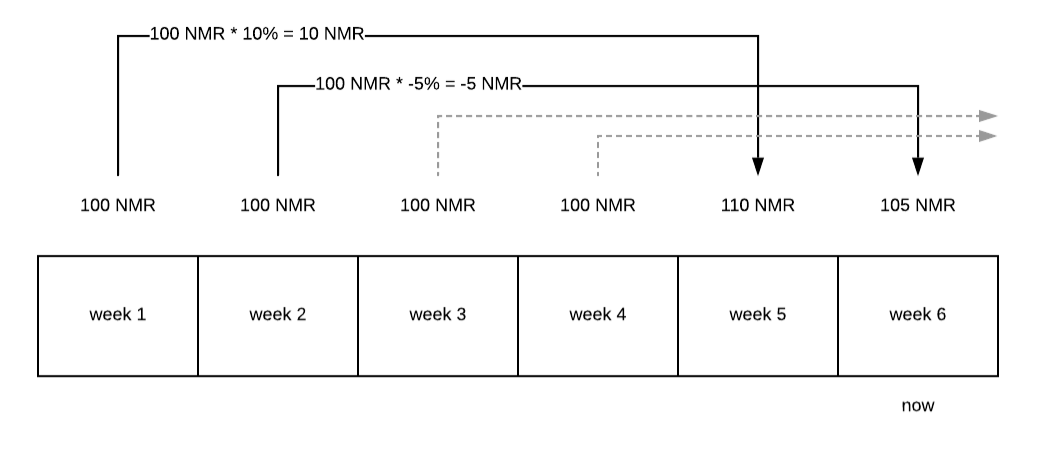 100 NMR * 10% = 10 NMR
100 NMR * -5% = -5 NMR
100 NMR 100 NMR 100 NMR 100 NMR 110 NMR 105 NMR
week 1 week 2 week 3 week 4 week 5 week 6
now